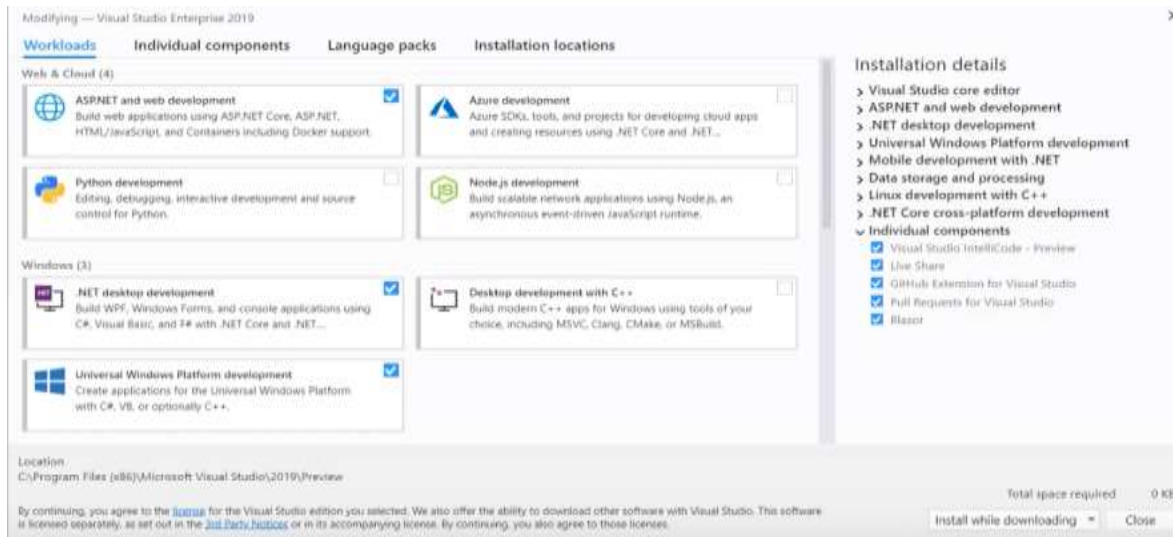 Modifying — Visual Studio Enterprise 2019
Workloads Individual components Language packs Installation locations
Web & Cloud (4)
ASP.NET and web development
Build web applications using ASP.NET Core, ASP.NET,
HTML/JavaScript, and Containers including Docker support.
Azure development
Azure SDKs, tools, and projects for developing cloud apps
and creating resources using .NET Core and .NET...
Python development
Editing, debugging, interactive development and source
control for Python.
Node.js development
Build scalable network applications using Node.js, an
asynchronous event-driven JavaScript runtime.
Windows (3)
.NET desktop development
Build WPF, Windows Forms, and console applications using
C#, Visual Basic, and F# with .NET Core and .NET...
Desktop development with C++
Build modern C++ apps for Windows using tools of your
choice, including MSVC, Clang, CMake, or MSBuild.
Universal Windows Platform development
Create applications for the Universal Windows Platform
with C#, VB, or optionally C++.
Installation details
Visual Studio core editor
ASP.NET and web development
.NET desktop development
Universal Windows Platform development
Mobile development with .NET
Data storage and processing
Linux development with C++
.NET Core cross-platform development
Individual components
Visual Studio IntelliCode - Preview
Live Share
GitHub Extension for Visual Studio
Pull Requests for Visual Studio
Blazor
Location
C:\Program Files (x86)\Microsoft Visual Studio\2019\Preview
By continuing, you agree to the license for the Visual Studio edition you selected. We also offer the ability to download other software with Visual Studio. This software
is licensed separately, as set out in the 3rd Party Notices or in its accompanying license. By continuing, you also agree to those licenses.
Total space required 0 KB
Install while downloading Close